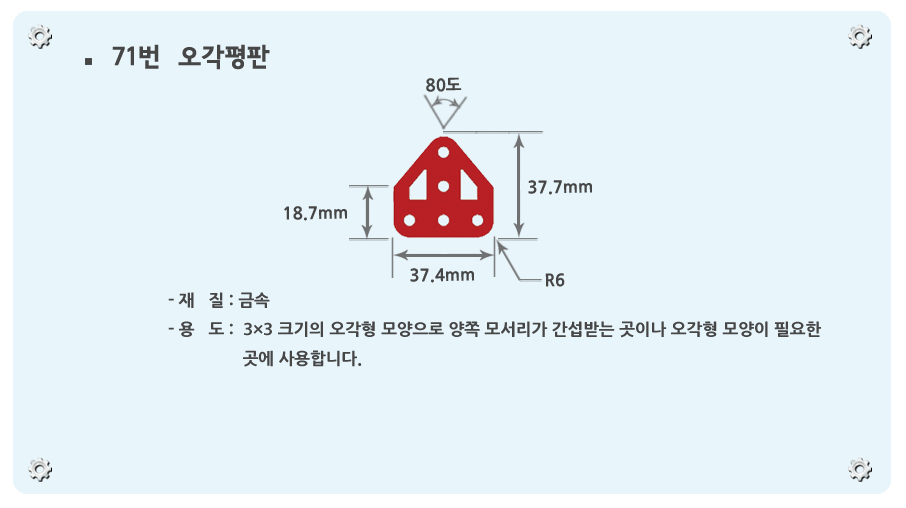 ▪ 71번 오각평판
80도
37.7mm
18.7mm
37.4mm
R6
- 재 질 : 금속
- 용 도 : 3×3 크기의 오각형 모양으로 양쪽 모서리가 간섭받는 곳이나 오각형 모양이 필요한
곳에 사용합니다.